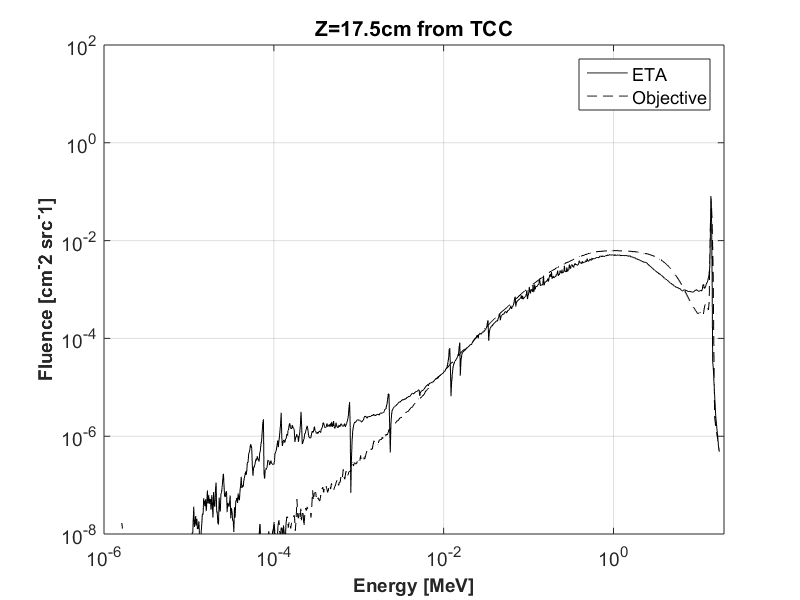 Z=17.5cm from TCC
ETA
Objective
10^2
10^0
10^-2
10^-4
10^-6
10^-8
Fluence [cm^-2 src^-1]
10^-6
10^-4
10^-2
10^0
Energy [MeV]